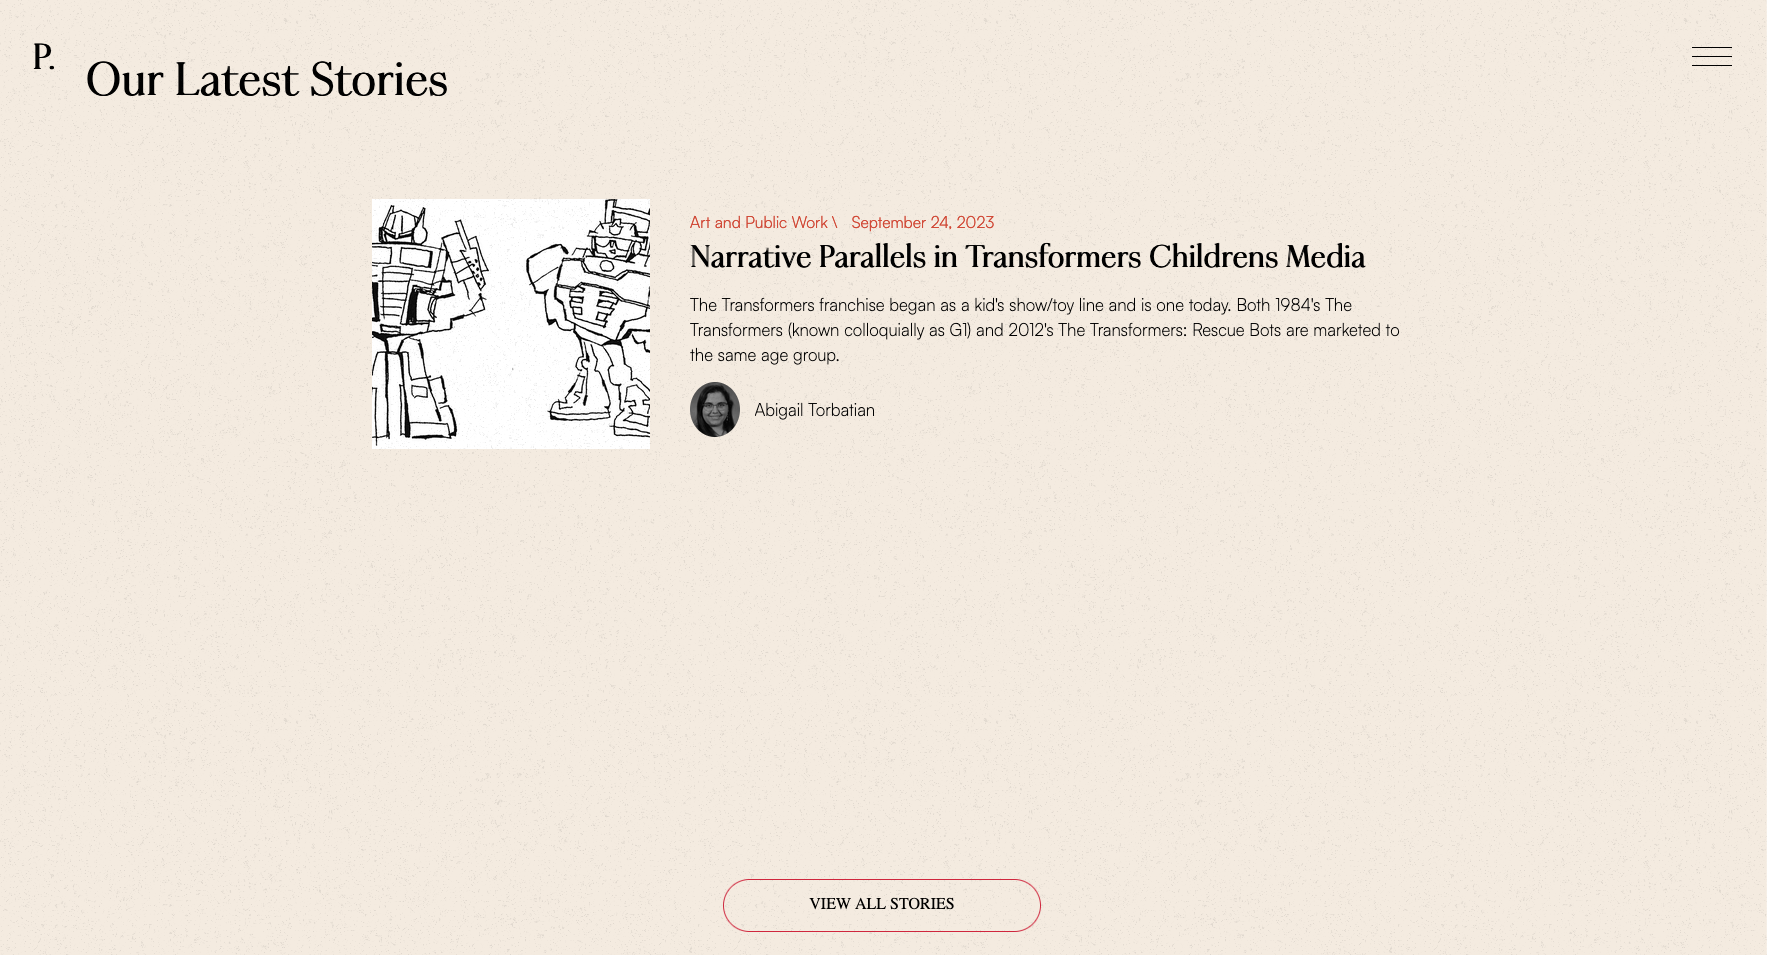 P.
Our Latest Stories
Art and Public Work \ September 24, 2023
Narrative Parallels in Transformers Childrens Media
The Transformers franchise began as a kid's show/toy line and is one today. Both 1984's The
Transformers (known colloquially as G1) and 2012's The Transformers: Rescue Bots are marketed to
the same age group.
Abigail Torbatian
VIEW ALL STORIES